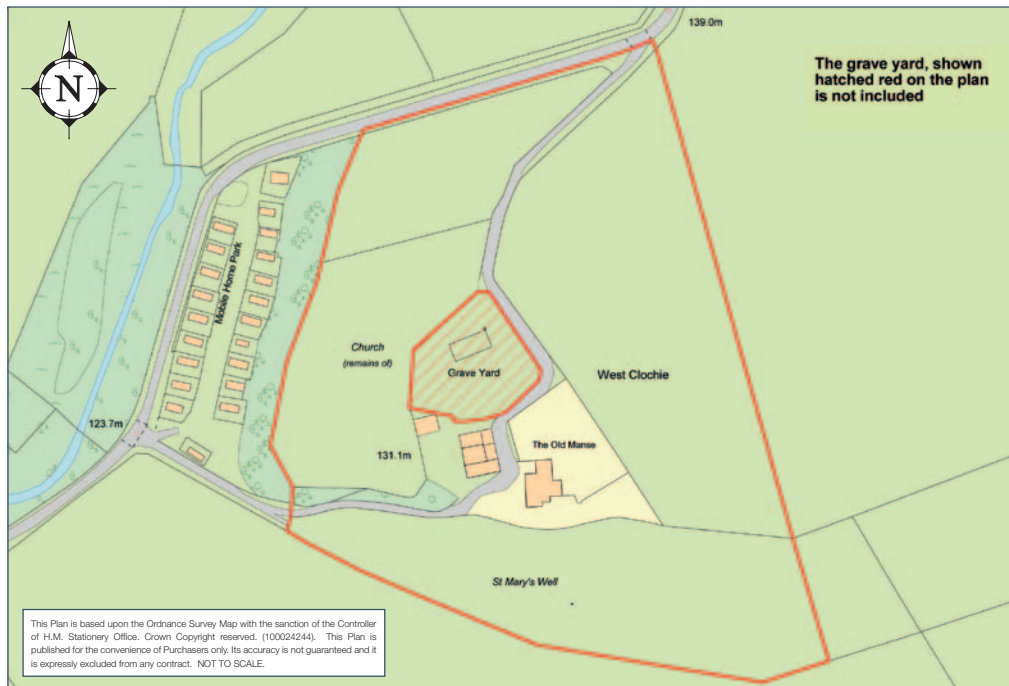 139.0m
The grave yard, shown
hatched red on the plan
is not included
N
Mobile Home Park
Church
(remains of)
Grave Yard
West Clochie
123.7m
131.1m
The Old Manse
St Mary's Well
This Plan is based upon the Ordnance Survey Map with the sanction of the Controller
of H.M. Stationery Office. Crown Copyright reserved. (100024244). This Plan is
published for the convenience of Purchasers only. Its accuracy is not guaranteed and it
is expressly excluded from any contract. NOT TO SCALE.